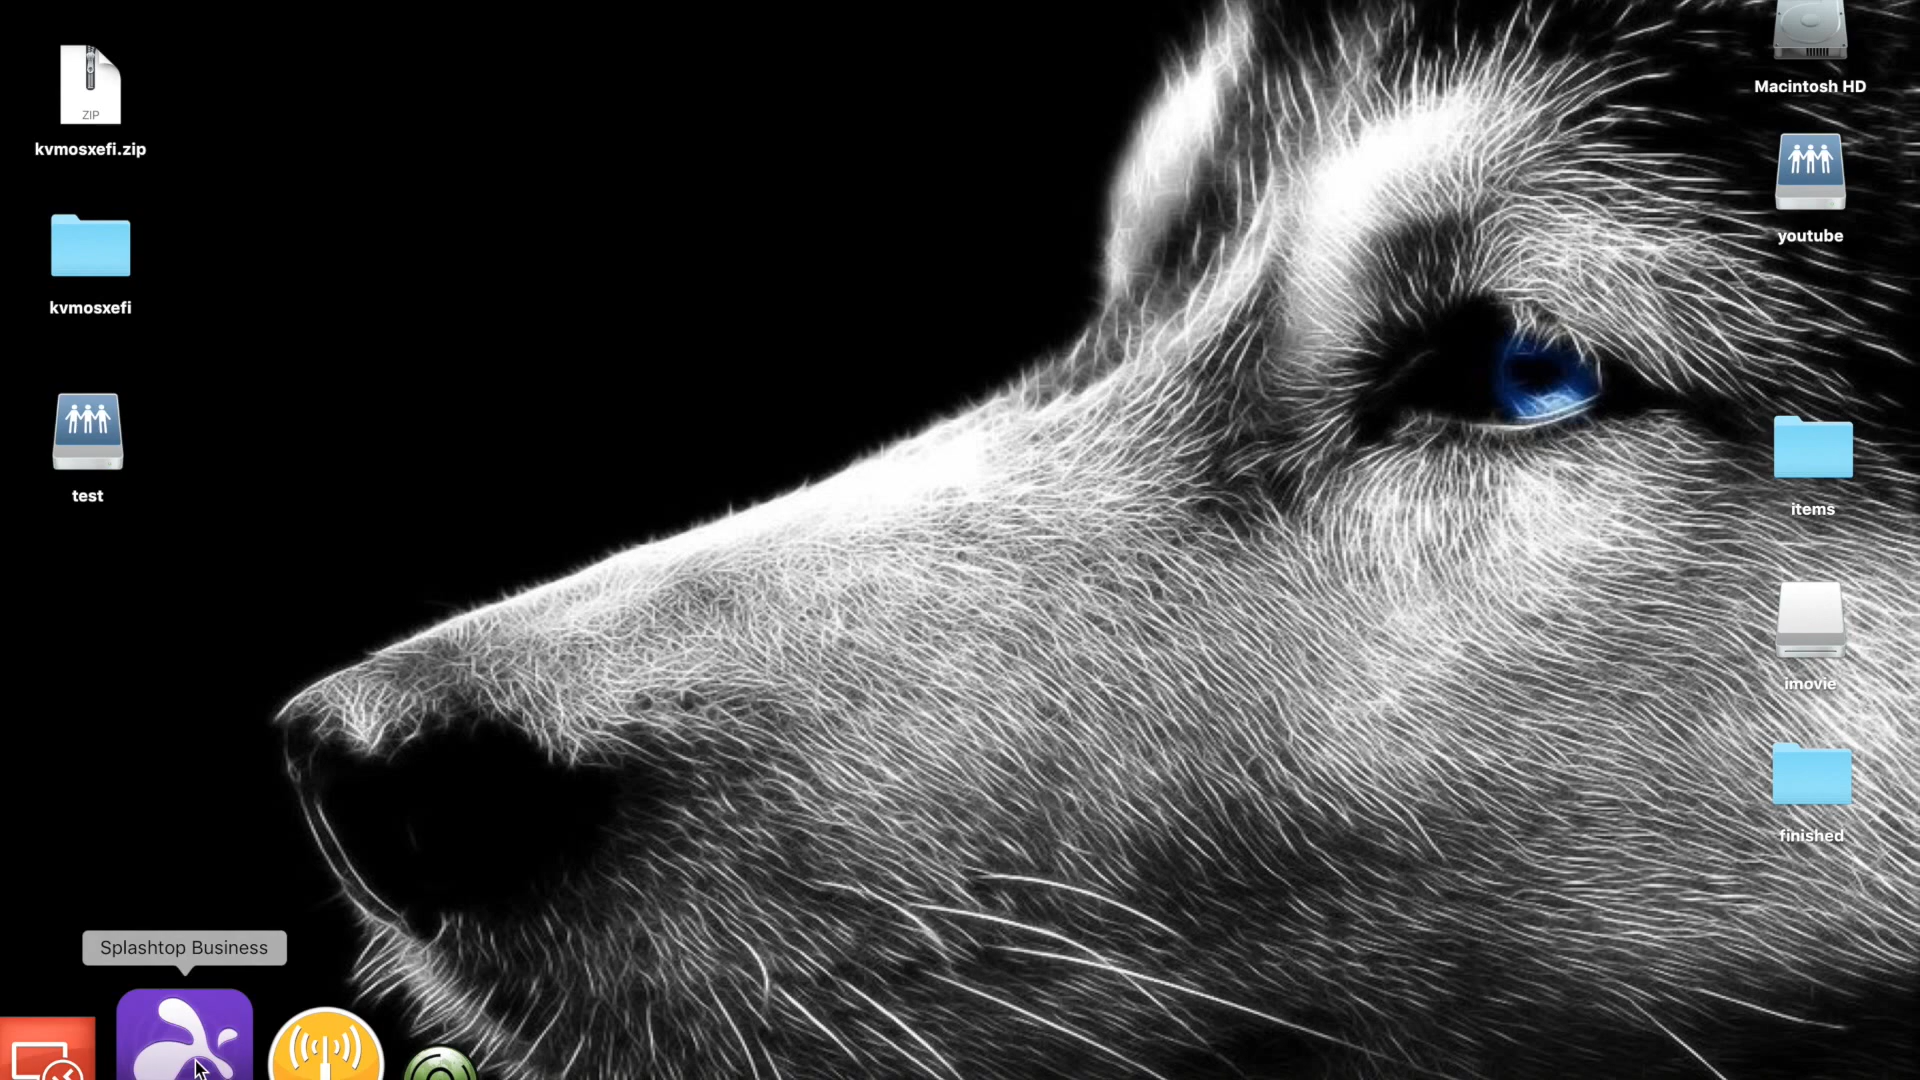 ZIP
kvmosxefi.zip
kvmosxefi
test
Macintosh HD
youtube
items
imovie
finished
Splashtop Business